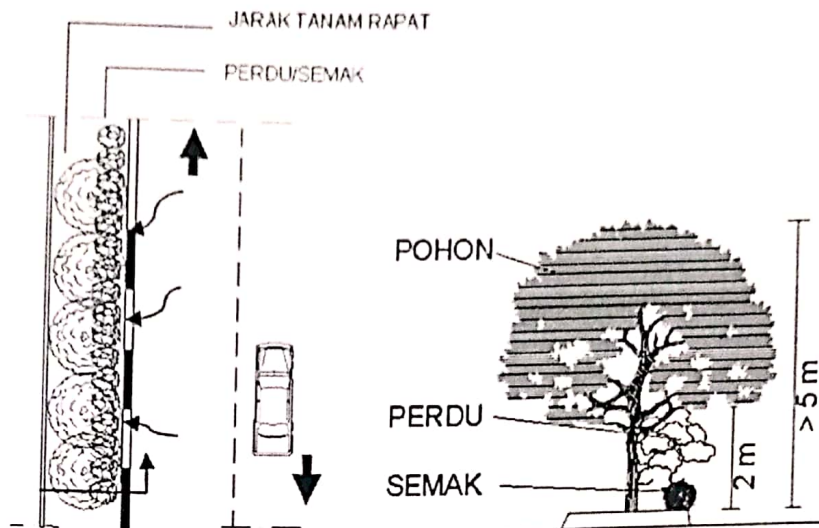 JARAK TANAM RAPAT
PERDU/SEMAK
POHON
PERDU
SEMAK
2 m
> 5 m